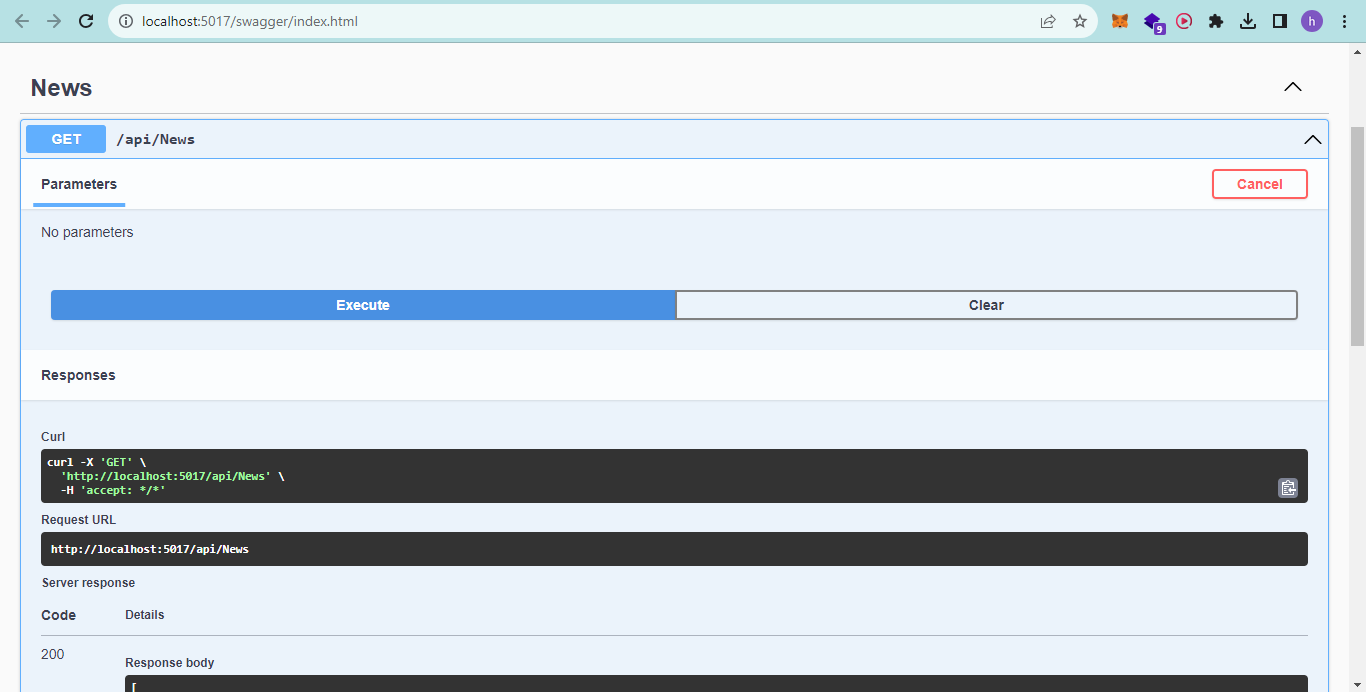 localhost:5017/swagger/index.html
9
h
News
GET /api/News
Parameters
Cancel
No parameters
Execute
Clear
Responses
Curl
curl -X 'GET' \
'http://localhost:5017/api/News' \
-H 'accept: */*'
Request URL
http://localhost:5017/api/News
Server response
Code Details
200
Response body
[